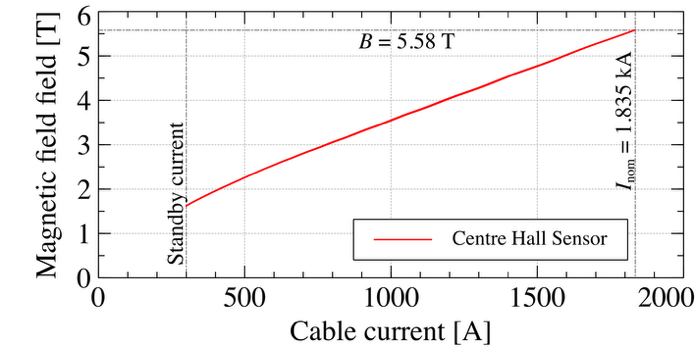 6
5
4
3
2
1
0
Magnetic field field [T]
B = 5.58 T
Standby current
I_nom = 1.835 kA
Centre Hall Sensor
0 500 1000 1500 2000
Cable current [A]